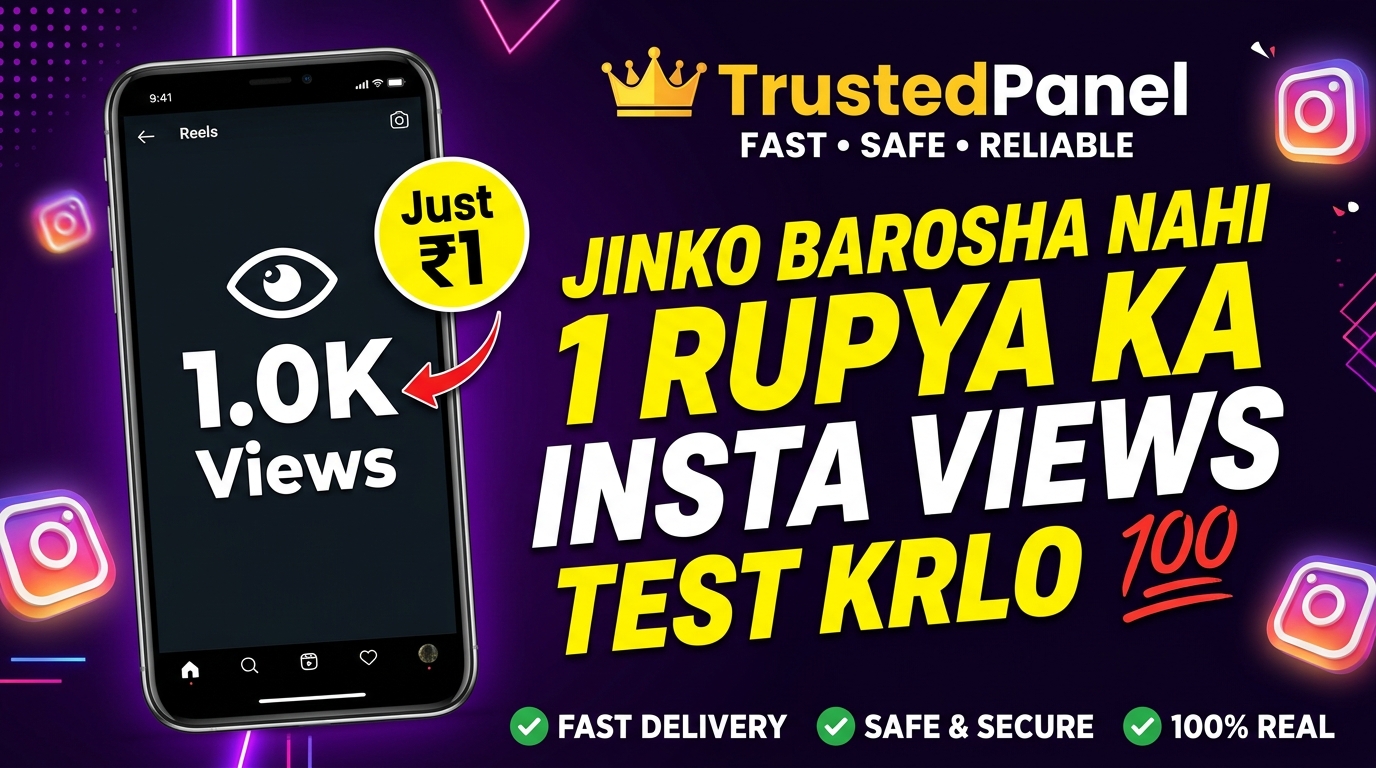 9:41
Reels
Just
₹1
1.0K
Views
TrustedPanel
FAST • SAFE • RELIABLE
JINKO BAROSHA NAHI
1 RUPYA KA
INSTA VIEWS
TEST KRLO 💯
FAST DELIVERY
SAFE & SECURE
100% REAL